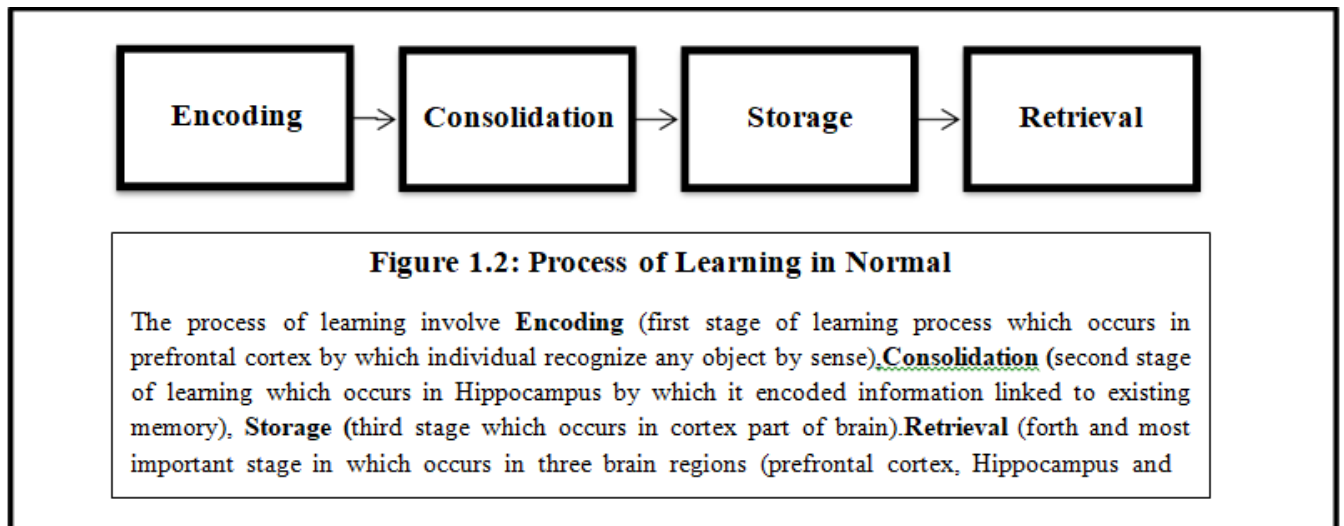 Encoding
Consolidation
Storage
Retrieval
Figure 1.2: Process of Learning in Normal
The process of learning involve Encoding (first stage of learning process which occurs in
prefrontal cortex by which individual recognize any object by sense).Consolidation (second stage
of learning which occurs in Hippocampus by which it encoded information linked to existing
memory), Storage (third stage which occurs in cortex part of brain).Retrieval (forth and most
important stage in which occurs in three brain regions (prefrontal cortex, Hippocampus and